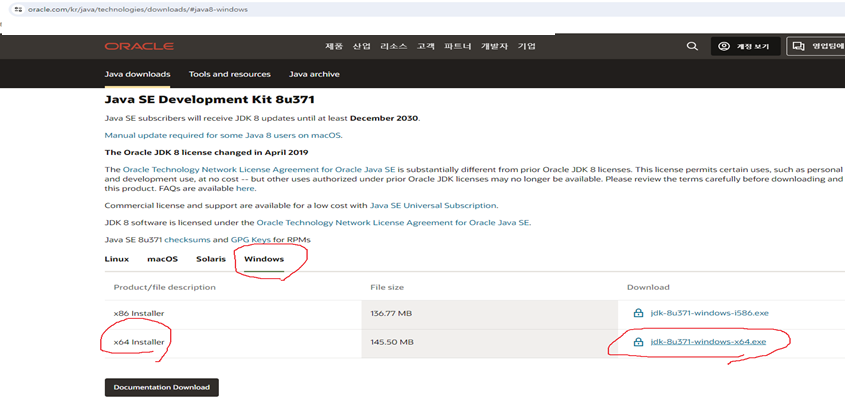 oracle.com/kr/java/technologies/downloads/#java8-windows
ORACLE 제품 산업 리소스 고객 파트너 개발자 기업 계정 보기 영업팀에
Java downloads Tools and resources Java archive
Java SE Development Kit 8u371
Java SE subscribers will receive JDK 8 updates until at least December 2030.
Manual update required for some Java 8 users on macOS.
The Oracle JDK 8 license changed in April 2019
The Oracle Technology Network License Agreement for Oracle Java SE is substantially different from prior Oracle JDK 8 licenses. This license permits certain uses, such as personal
and development use, at no cost -- but other uses authorized under prior Oracle JDK licenses may no longer be available. Please review the terms carefully before downloading and
this product. FAQs are available here.
Commercial license and support are available for a low cost with Java SE Universal Subscription.
JDK 8 software is licensed under the Oracle Technology Network License Agreement for Oracle Java SE.
Java SE 8u371 checksums and GPG Keys for RPMs
Linux macOS Solaris Windows
Product/file description File size Download
x86 Installer 136.77 MB jdk-8u371-windows-i586.exe
x64 Installer 145.50 MB jdk-8u371-windows-x64.exe
Documentation Download